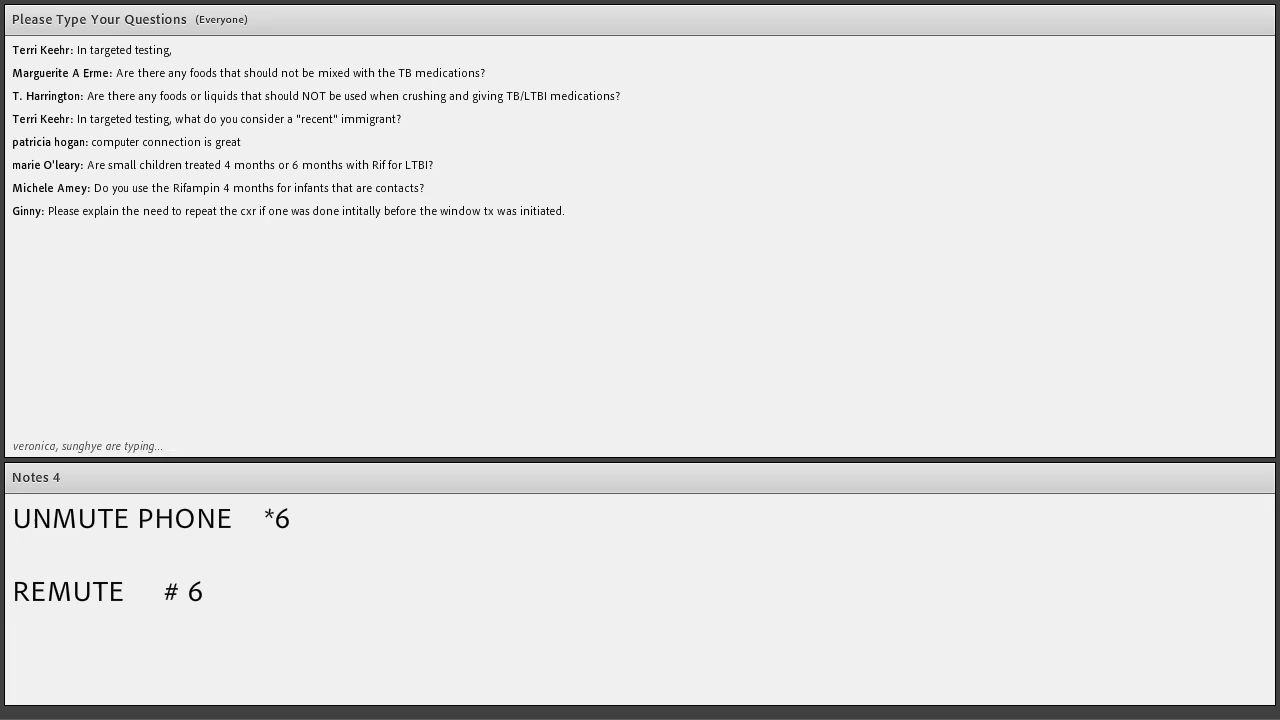 Please Type Your Questions (Everyone)
Terri Keehr: In targeted testing,
Marguerite A Erme: Are there any foods that should not be mixed with the TB medications?
T. Harrington: Are there any foods or liquids that should NOT be used when crushing and giving TB/LTBI medications?
Terri Keehr: In targeted testing, what do you consider a "recent" immigrant?
patricia hogan: computer connection is great
marie O'leary: Are small children treated 4 months or 6 months with Rif for LTBI?
Michele Amey: Do you use the Rifampin 4 months for infants that are contacts?
Ginny: Please explain the need to repeat the cxr if one was done intitally before the window tx was initiated.
veronica, sunghye are typing...
Notes 4
UNMUTE PHONE *6
REMUTE # 6